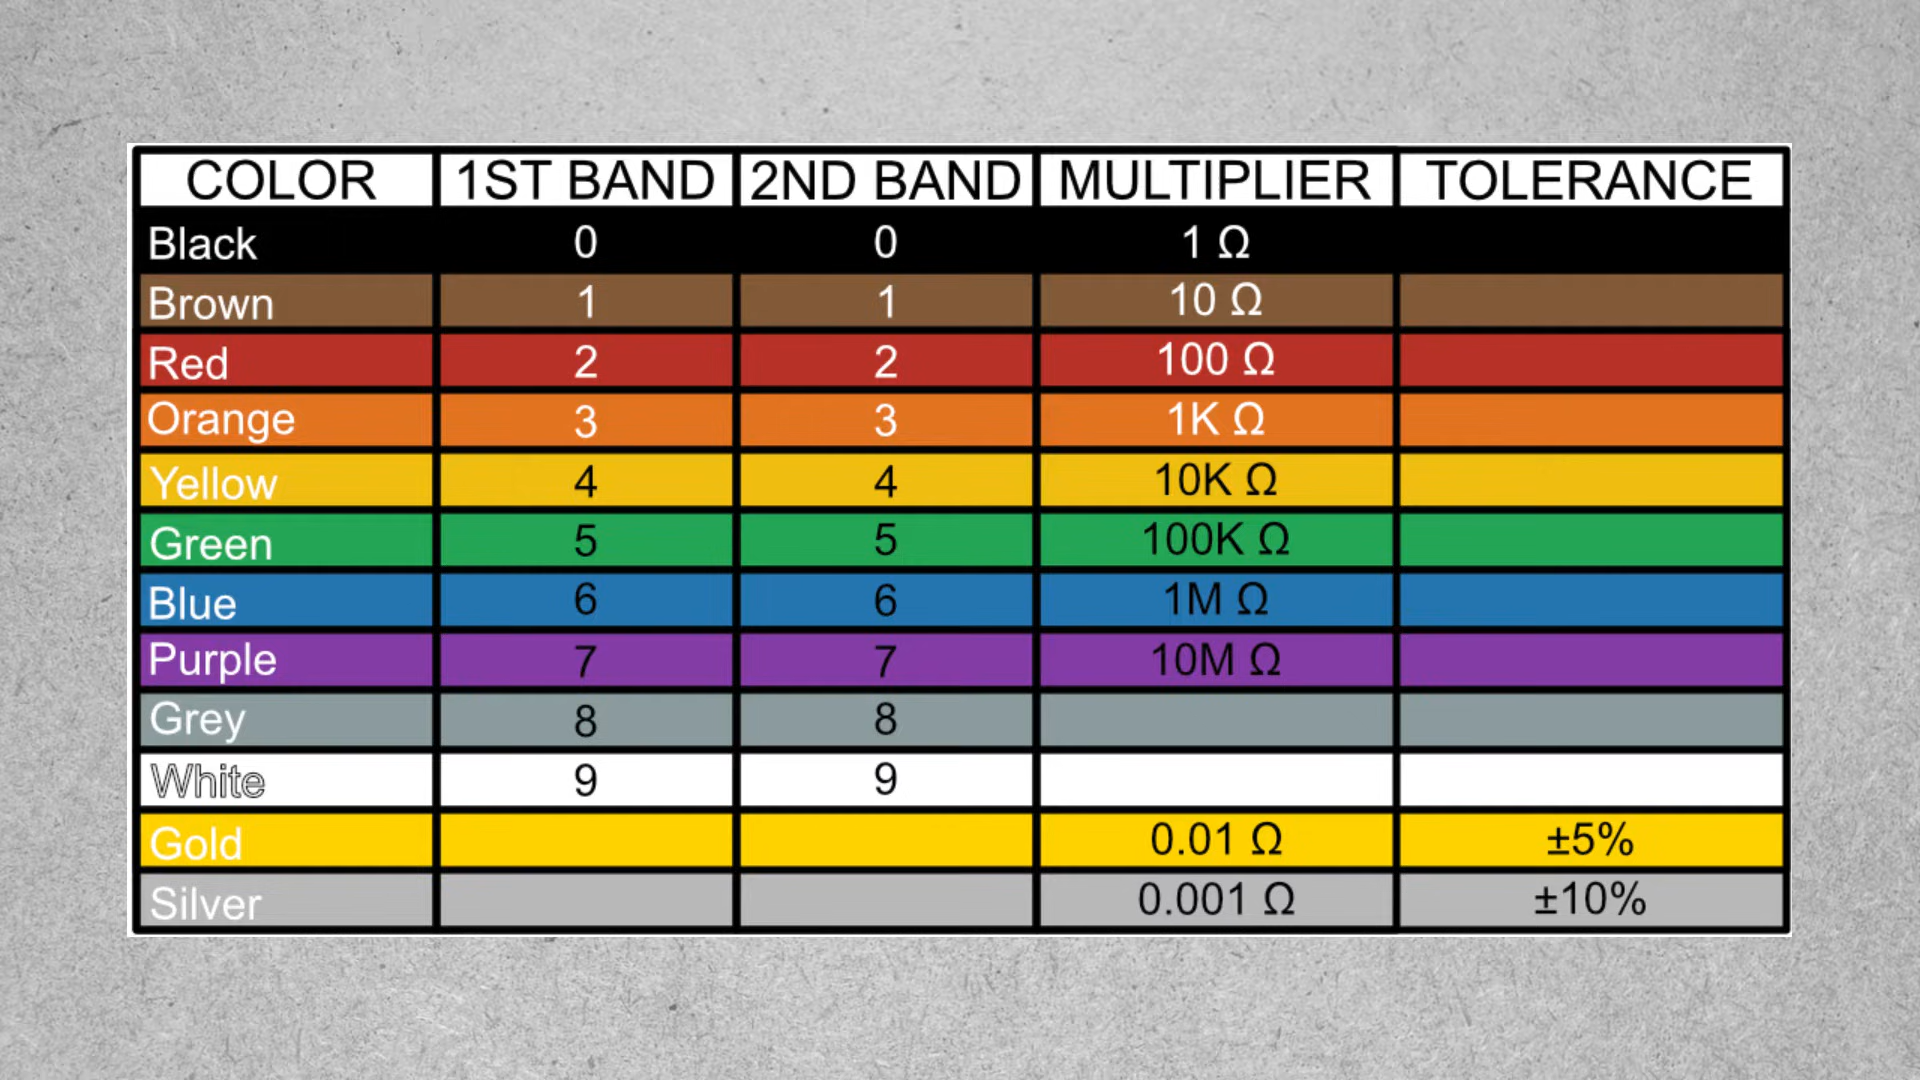 COLOR 1ST BAND 2ND BAND MULTIPLIER TOLERANCE
Black 0 0 1 Ω
Brown 1 1 10 Ω
Red 2 2 100 Ω
Orange 3 3 1K Ω
Yellow 4 4 10K Ω
Green 5 5 100K Ω
Blue 6 6 1M Ω
Purple 7 7 10M Ω
Grey 8 8
White 9 9
Gold 0.01 Ω ±5%
Silver 0.001 Ω ±10%